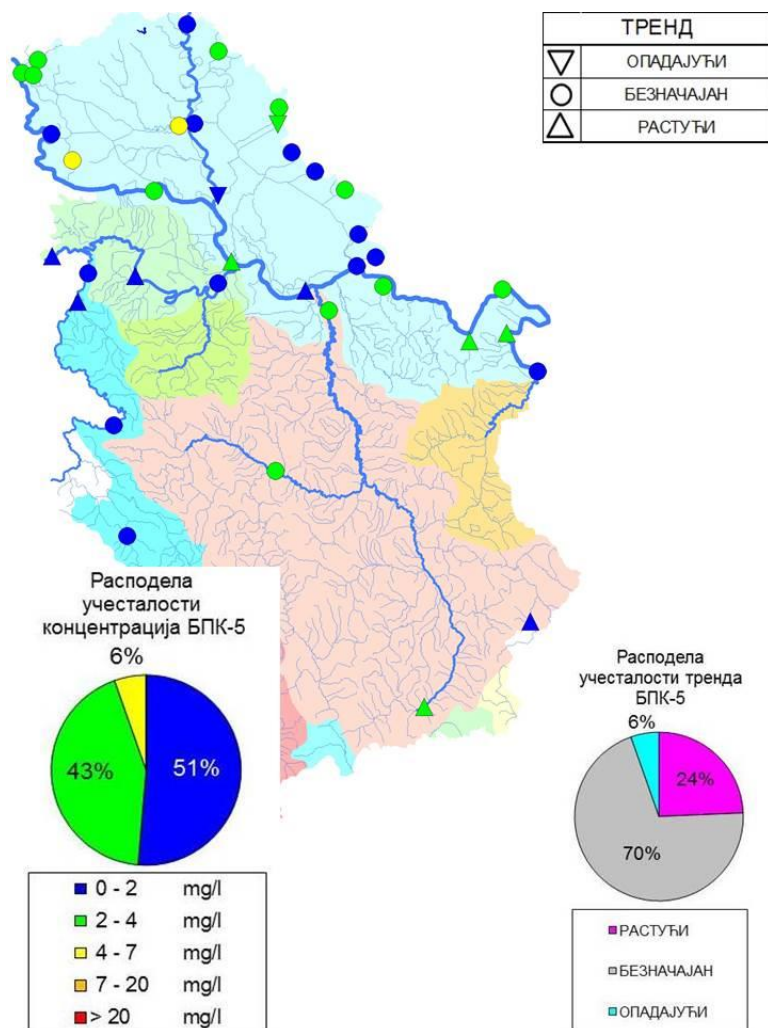 ТРЕНД
ОПАДАЈУЋИ
БЕЗНАЧАЈАН
РАСТУЋИ
Расподела
учесталости
концентрација БПК-5
6%
43%
51%
0 - 2 mg/l
2 - 4 mg/l
4 - 7 mg/l
7 - 20 mg/l
> 20 mg/l
Расподела
учесталости тренда
БПК-5
6%
24%
70%
РАСТУЋИ
БЕЗНАЧАЈАН
ОПАДАЈУЋИ